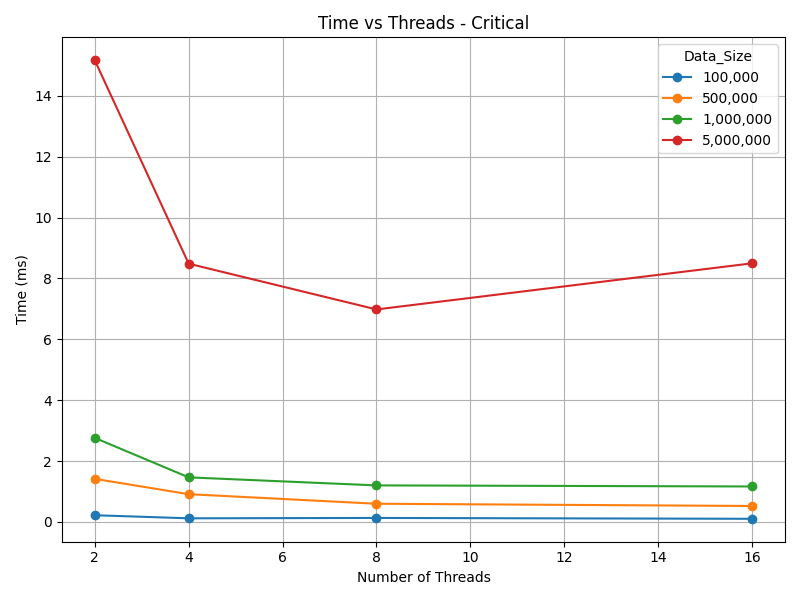 Time vs Threads - Critical
Data_Size
100,000
500,000
1,000,000
5,000,000
Time (ms)
14
12
10
8
6
4
2
0
2 4 6 8 10 12 14 16
Number of Threads